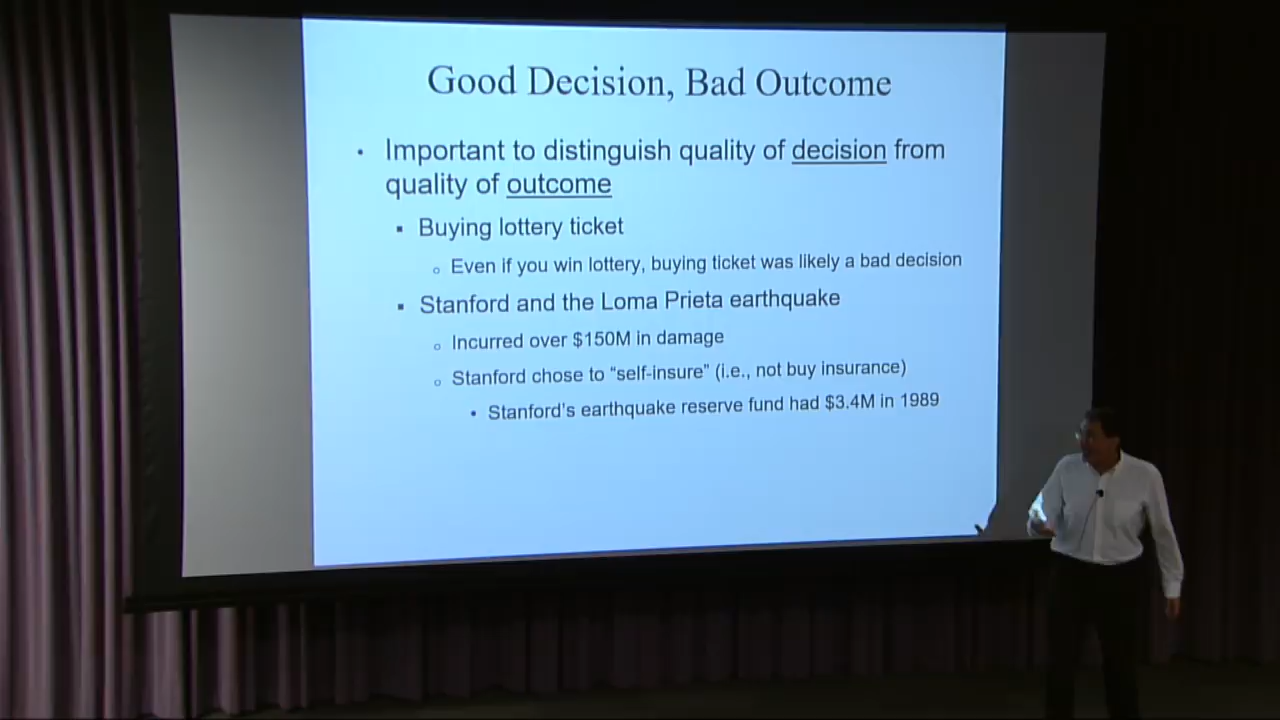 Good Decision, Bad Outcome
• Important to distinguish quality of decision from
quality of outcome
▪ Buying lottery ticket
o Even if you win lottery, buying ticket was likely a bad decision
▪ Stanford and the Loma Prieta earthquake
o Incurred over $150M in damage
o Stanford chose to “self-insure” (i.e., not buy insurance)
• Stanford’s earthquake reserve fund had $3.4M in 1989